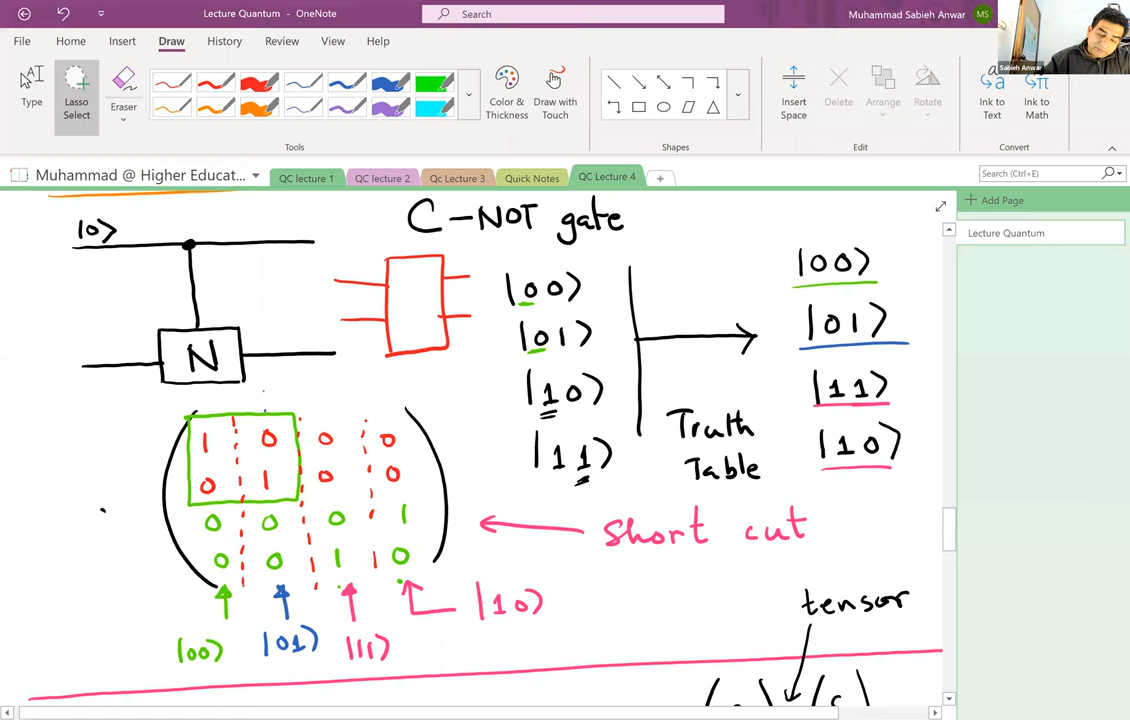 Lecture Quantum - OneNote
Search
Muhammad Sabieh Anwar MS
Sabieh Anwar
File Home Insert Draw History Review View Help
Type
Lasso Select
Eraser
Color & Thickness
Draw with Touch
Insert Space
Delete
Arrange
Rotate
Ink to Text
Ink to Math
Tools
Shapes
Edit
Convert
Muhammad @ Higher Educat...
QC lecture 1
QC lecture 2
Qc Lecture 3
Quick Notes
QC Lecture 4
Search (Ctrl+E)
Add Page
Lecture Quantum
C-NOT gate
|0>
N
|00⟩ |00⟩
|01⟩ |01⟩
|10⟩ |11⟩
|11⟩ |10⟩
Truth
Table
1 0 0 0
0 1 0 0
0 0 0 1
0 0 1 0
short cut
|00⟩ |01⟩ |11⟩ |10⟩
tensor